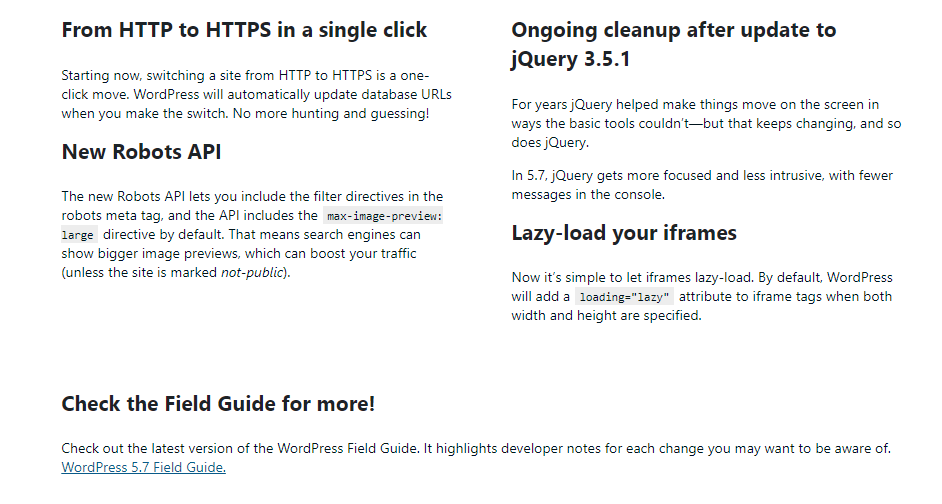 From HTTP to HTTPS in a single click
Starting now, switching a site from HTTP to HTTPS is a one-
click move. WordPress will automatically update database URLs
when you make the switch. No more hunting and guessing!
New Robots API
The new Robots API lets you include the filter directives in the
robots meta tag, and the API includes the max-image-preview:
large directive by default. That means search engines can
show bigger image previews, which can boost your traffic
(unless the site is marked not-public).
Ongoing cleanup after update to
jQuery 3.5.1
For years jQuery helped make things move on the screen in
ways the basic tools couldn’t—but that keeps changing, and so
does jQuery.
In 5.7, jQuery gets more focused and less intrusive, with fewer
messages in the console.
Lazy-load your iframes
Now it’s simple to let iframes lazy-load. By default, WordPress
will add a loading="lazy" attribute to iframe tags when both
width and height are specified.
Check the Field Guide for more!
Check out the latest version of the WordPress Field Guide. It highlights developer notes for each change you may want to be aware of.
WordPress 5.7 Field Guide.